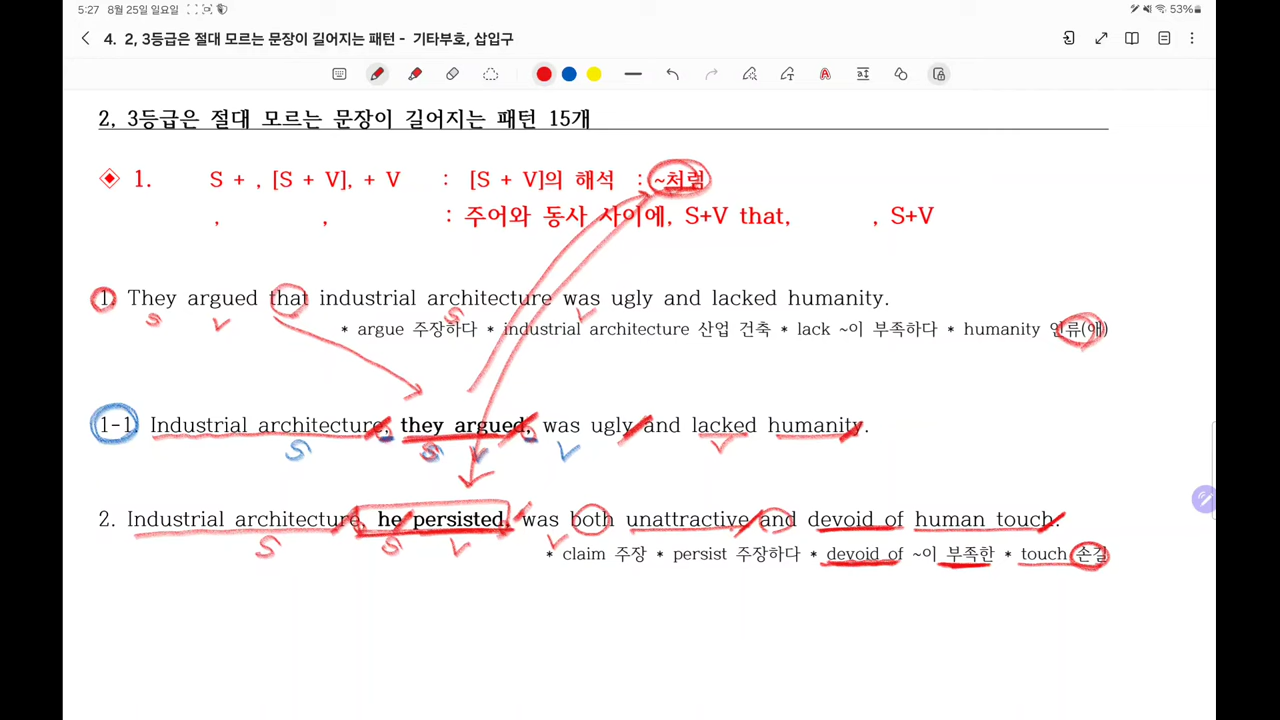 5:27 8월 25일 일요일 53%
4. 2, 3등급은 절대 모르는 문장이 길어지는 패턴 - 기타부호, 삽입구
2, 3등급은 절대 모르는 문장이 길어지는 패턴 15개
1. S + , [S + V], + V : [S + V]의 해석 : ~처럼
, , : 주어와 동사 사이에, S+V that, , S+V
1. They argued that industrial architecture was ugly and lacked humanity.
S V S V
* argue 주장하다 * industrial architecture 산업 건축 * lack ~이 부족하다 * humanity 인류(애)
1-1. Industrial architecture, they argued, was ugly and lacked humanity.
S S V V V
2. Industrial architecture, he persisted, was both unattractive and devoid of human touch.
S S V V
* claim 주장 * persist 주장하다 * devoid of ~이 부족한 * touch 손길